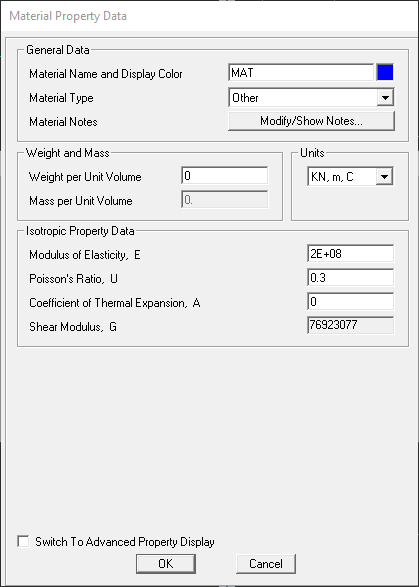 Material Property Data
General Data
Material Name and Display Color MAT
Material Type Other
Material Notes Modify/Show Notes...
Weight and Mass Units
Weight per Unit Volume 0 KN, m, C
Mass per Unit Volume 0.
Isotropic Property Data
Modulus of Elasticity, E 2E+08
Poisson's Ratio, U 0.3
Coefficient of Thermal Expansion, A 0
Shear Modulus, G 76923077
Switch To Advanced Property Display
OK Cancel